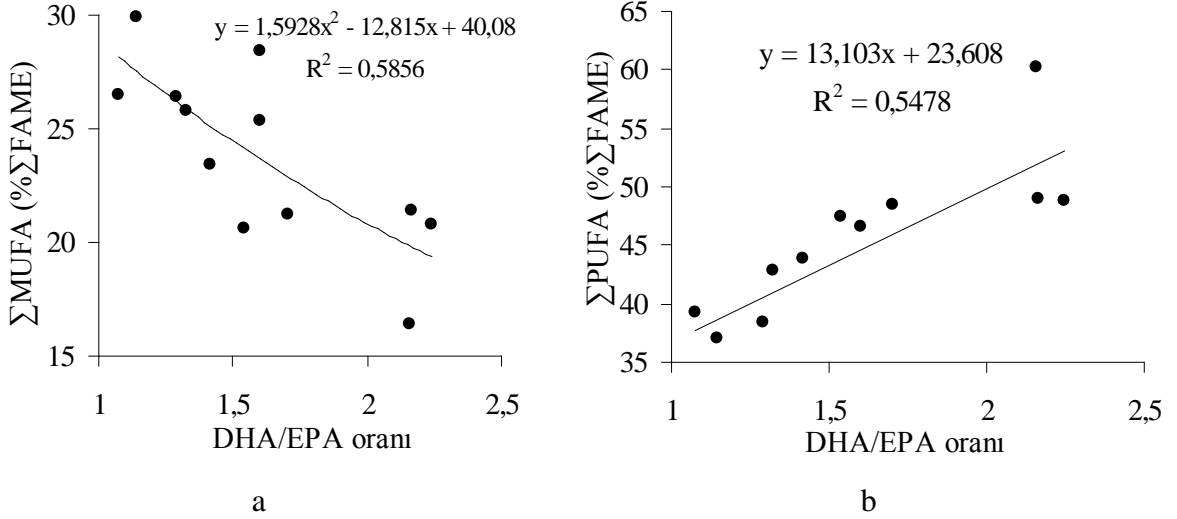 y = 1,5928x² - 12,815x + 40,08
R² = 0,5856
∑MUFA (%∑FAME)
30
25
20
15
1 1,5 2 2,5
DHA/EPA oranı
a
y = 13,103x + 23,608
R² = 0,5478
∑PUFA (%∑FAME)
65
60
55
50
45
40
35
1 1,5 2 2,5
DHA/EPA oranı
b